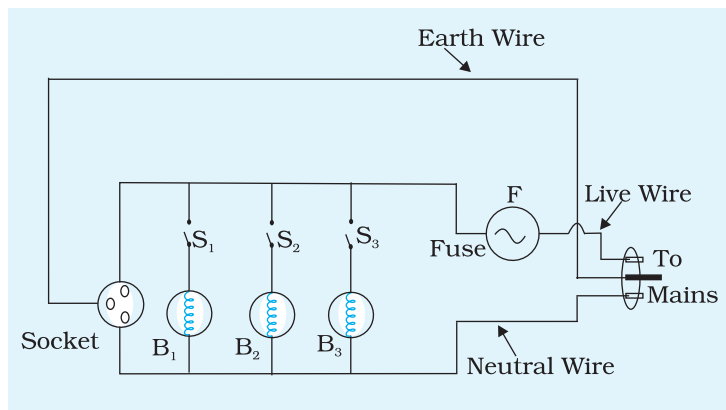 Earth Wire
F
Live Wire
S₁
S₂
S₃
Fuse
To
Mains
Socket
B₁
B₂
B₃
Neutral Wire